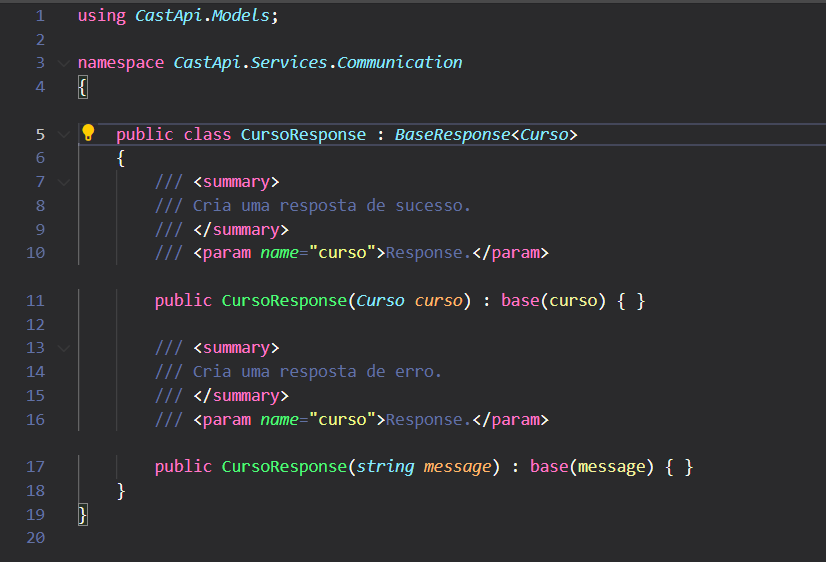 1 using CastApi.Models;
2
3 namespace CastApi.Services.Communication
4 {
5 public class CursoResponse : BaseResponse<Curso>
6 {
7 /// <summary>
8 /// Cria uma resposta de sucesso.
9 /// </summary>
10 /// <param name="curso">Response.</param>
11 public CursoResponse(Curso curso) : base(curso) { }
12
13 /// <summary>
14 /// Cria uma resposta de erro.
15 /// </summary>
16 /// <param name="curso">Response.</param>
17 public CursoResponse(string message) : base(message) { }
18 }
19 }
20